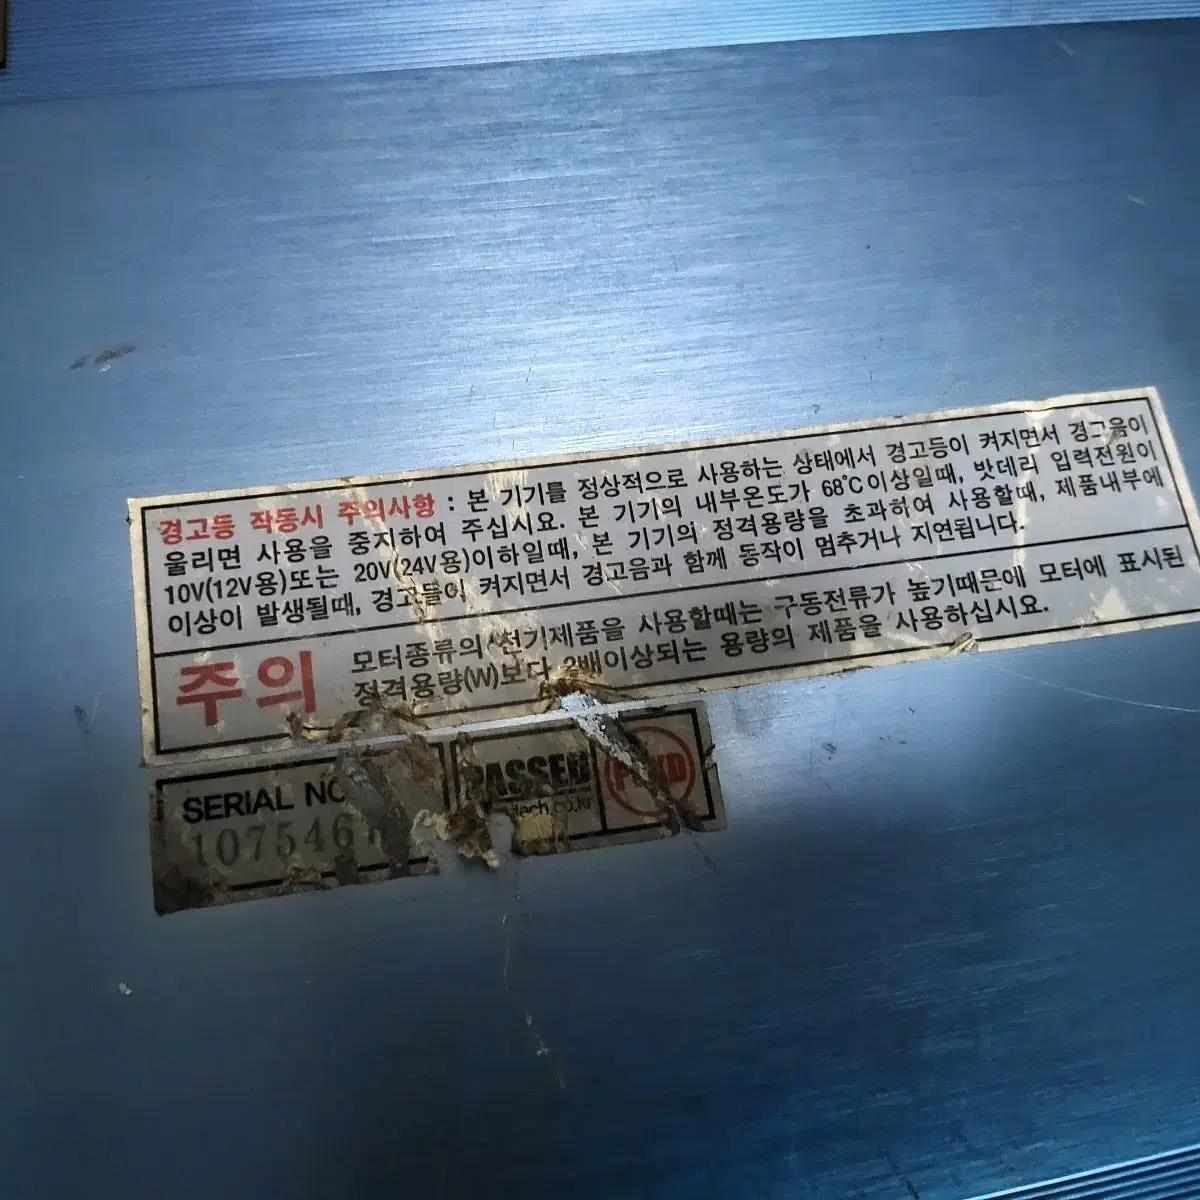 경고등 작동시 주의사항 : 본 기기를 정상적으로 사용하는 상태에서 경고등이 켜지면서 경고음이
울리면 사용을 중지하여 주십시요. 본 기기의 내부온도가 68℃이상일때, 밧데리 입력전원이
10V(12V용)또는 20V(24V용)이하일때, 본 기기의 정격용량을 초과하여 사용할때, 제품내부에
이상이 발생될때, 경고등이 켜지면서 경고음과 함께 동작이 멈추거나 지연됩니다.
주의
모터종류의 전기제품을 사용할때는 구동전류가 높기때문에 모터에 표시된
정격용량(W)보다 2배이상되는 용량의 제품을 사용하십시요.
SERIAL NO
107546
PASSED
tech.co.kr